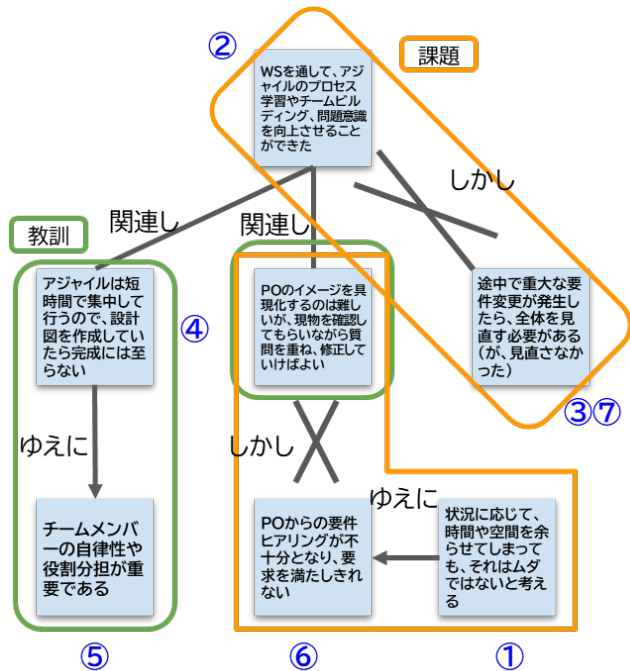 ②
課題
WSを通して、アジ
ャイルのプロセス
学習やチームビル
ディング、問題意識
を向上させること
ができた
しかし
関連し
関連し
教訓
アジャイルは短
時間で集中して
行うので、設計
図を作成してい
たら完成には至
らない
④
POのイメージを具
現化するのは難し
いが、現物を確認し
てもらいながら質
問を重ね、修正して
いけばよい
途中で重大な
要件変更が発生し
たら、全体を見
直す必要がある
(が、見直さなか
った)
③⑦
ゆえに
しかし
ゆえに
チームメンバ
ーの自律性や
役割分担が重
要である
POからの要件
ヒアリングが不
十分となり、要
求を満たしきれ
ない
状況に応じて、
時間や空間を余
らせてしまって
も、それはムダ
ではないと考え
る
⑤
⑥
①